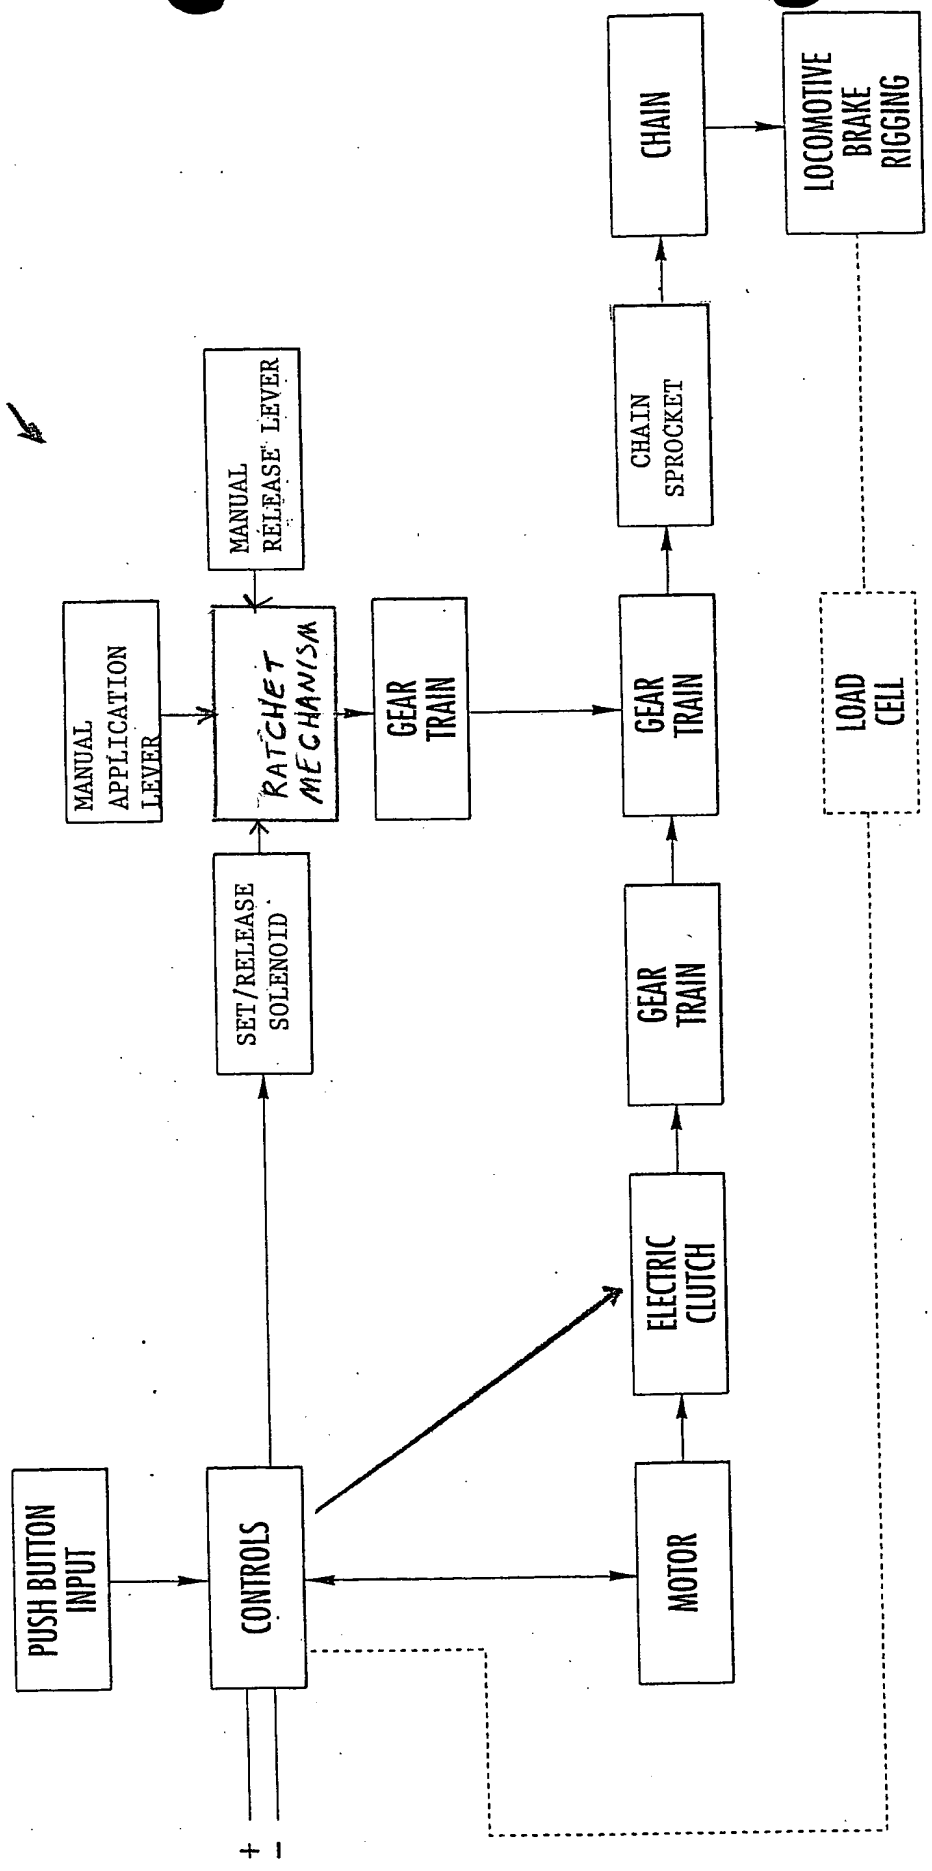 PUSH BUTTON
INPUT
+
-
CONTROLS
SET/RELEASE
SOLENOID
MANUAL
APPLICATION
LEVER
RATCHET
MECHANISM
MANUAL
RELEASE LEVER
GEAR
TRAIN
MOTOR
ELECTRIC
CLUTCH
GEAR
TRAIN
GEAR
TRAIN
CHAIN
SPROCKET
CHAIN
LOCOMOTIVE
BRAKE
RIGGING
LOAD
CELL